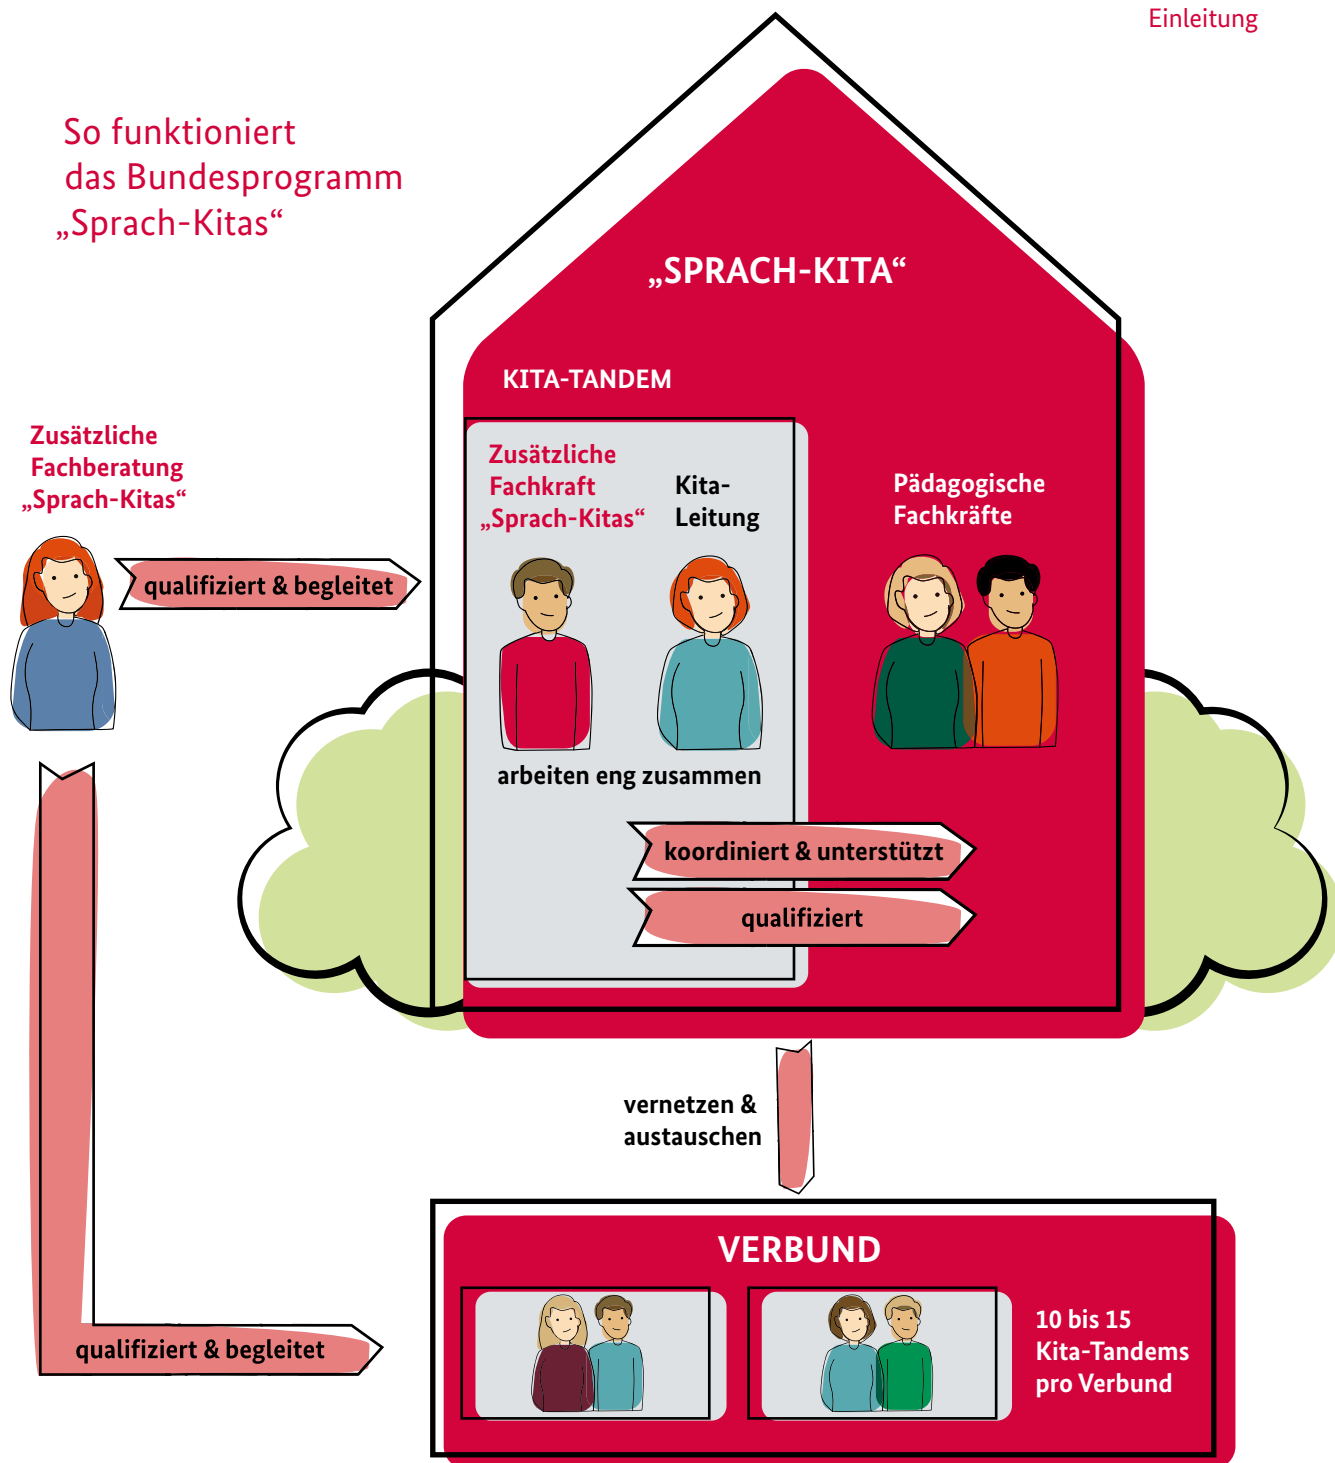 Einleitung
So funktioniert
das Bundesprogramm
„Sprach-Kitas“
„SPRACH-KITA“
KITA-TANDEM
Zusätzliche
Fachberatung
„Sprach-Kitas“
Zusätzliche
Fachkraft
„Sprach-Kitas“
Kita-
Leitung
Pädagogische
Fachkräfte
qualifiziert & begleitet
arbeiten eng zusammen
koordiniert & unterstützt
qualifiziert
vernetzen &
austauschen
VERBUND
10 bis 15
Kita-Tandems
pro Verbund
qualifiziert & begleitet